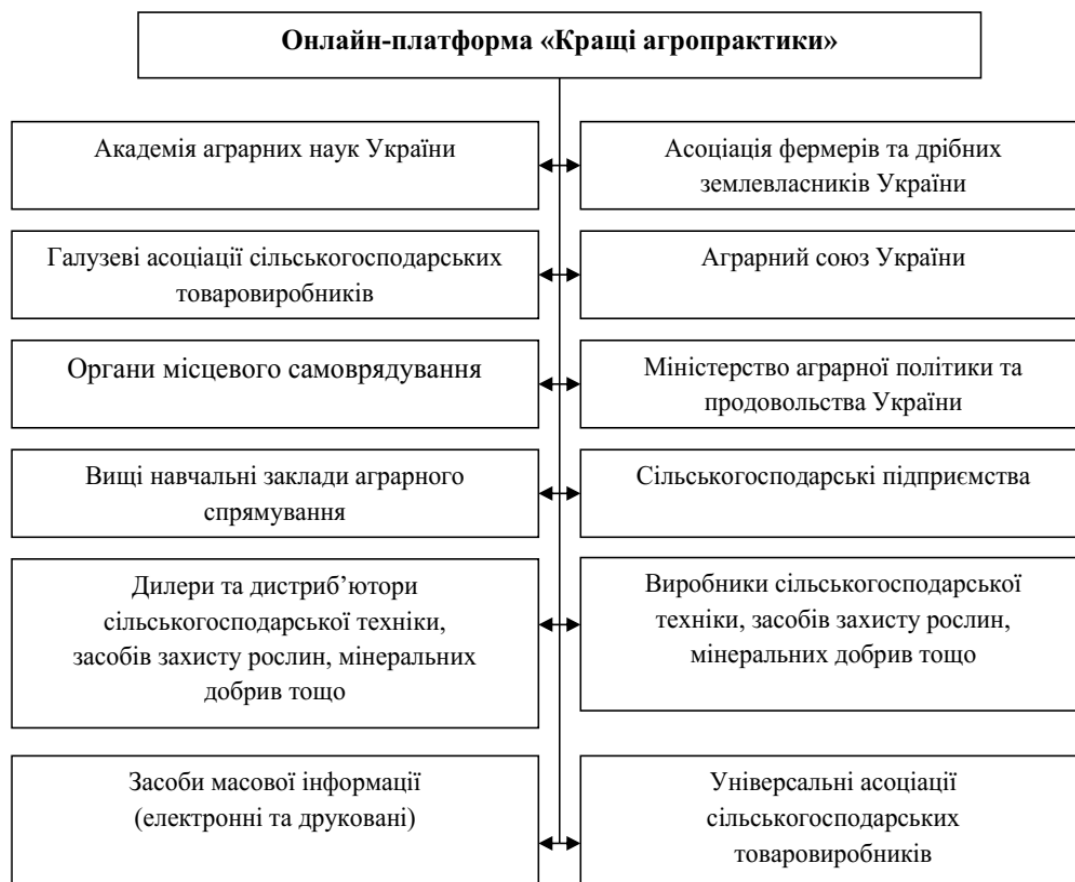 Онлайн-платформа «Кращі агропрактики»
Академія аграрних наук України
Асоціація фермерів та дрібних
землевласників України
Галузеві асоціації сільськогосподарських
товаровиробників
Аграрний союз України
Органи місцевого самоврядування
Міністерство аграрної політики та
продовольства України
Вищі навчальні заклади аграрного
спрямування
Сільськогосподарські підприємства
Дилери та дистриб’ютори
сільськогосподарської техніки,
засобів захисту рослин, мінеральних
добрив тощо
Виробники сільськогосподарської
техніки, засобів захисту рослин,
мінеральних добрив тощо
Засоби масової інформації
(електронні та друковані)
Універсальні асоціації
сільськогосподарських
товаровиробників